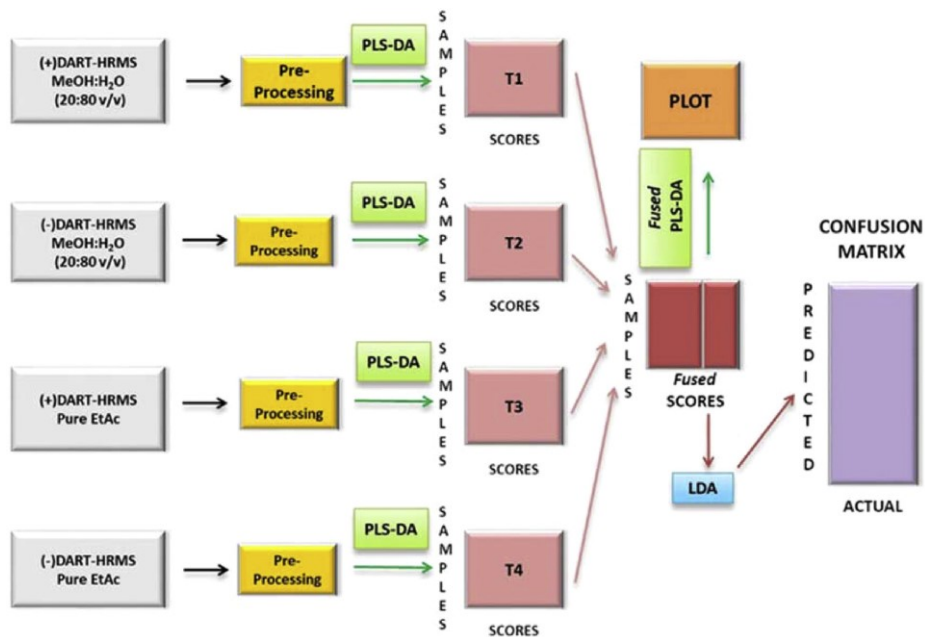 (+)DART-HRMS
MeOH:H₂O
(20:80 v/v)
Pre-
Processing
PLS-DA
SAMPLES
T1
SCORES
(-)DART-HRMS
MeOH:H₂O
(20:80 v/v)
Pre-
Processing
PLS-DA
SAMPLES
T2
SCORES
(+)DART-HRMS
Pure EtAc
Pre-
Processing
PLS-DA
SAMPLES
T3
SCORES
(-)DART-HRMS
Pure EtAc
Pre-
Processing
PLS-DA
SAMPLES
T4
SCORES
PLOT
Fused
PLS-DA
SAMPLES
Fused
SCORES
LDA
CONFUSION
MATRIX
PREDICTED
ACTUAL